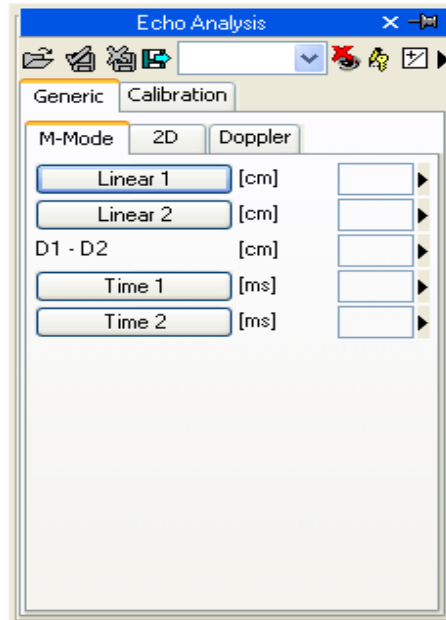 Echo Analysis
Generic Calibration
M-Mode 2D Doppler
Linear 1 [cm]
Linear 2 [cm]
D1 - D2 [cm]
Time 1 [ms]
Time 2 [ms]